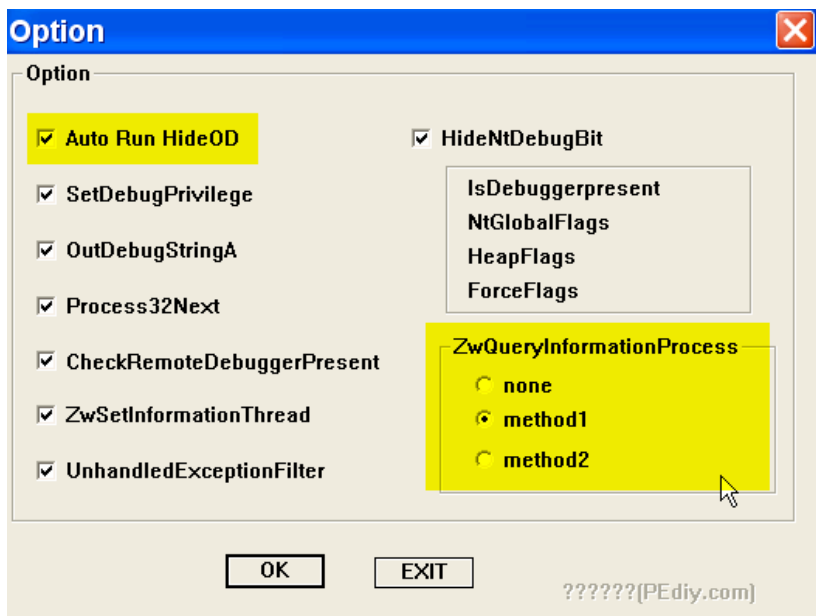 Option
Option
Auto Run HideOD
SetDebugPrivilege
OutDebugStringA
Process32Next
CheckRemoteDebuggerPresent
ZwSetInformationThread
UnhandledExceptionFilter
HideNtDebugBit
IsDebuggerpresent
NtGlobalFlags
HeapFlags
ForceFlags
ZwQueryInformationProcess
none
method1
method2
OK
EXIT
??????(PEdiy.com)